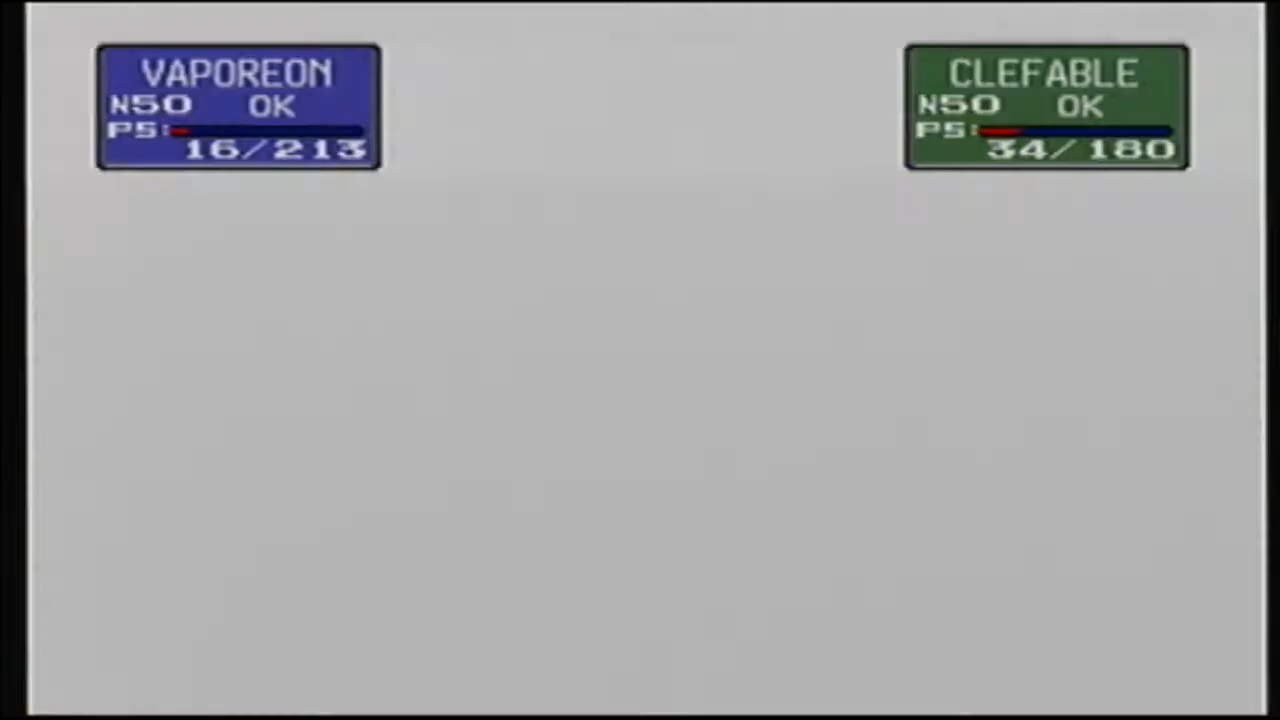 VAPOREON
N50 OK
PS:
16/213
CLEFABLE
N50 OK
PS:
34/180